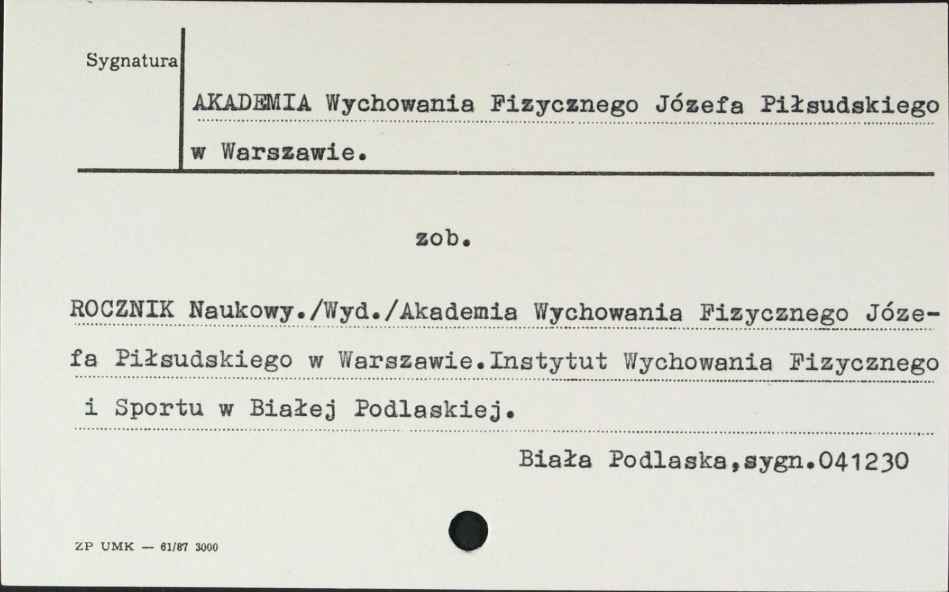 Sygnatura
AKADEMIA Wychowania Fizycznego Józefa Piłsudskiego
w Warszawie.
zob.
ROCZNIK Naukowy./Wyd./Akademia Wychowania Fizycznego Józe-
fa Piłsudskiego w Warszawie.Instytut Wychowania Fizycznego
i Sportu w Białej Podlaskiej.
Biała Podlaska,sygn.041230
ZP UMK — 61/87 3000